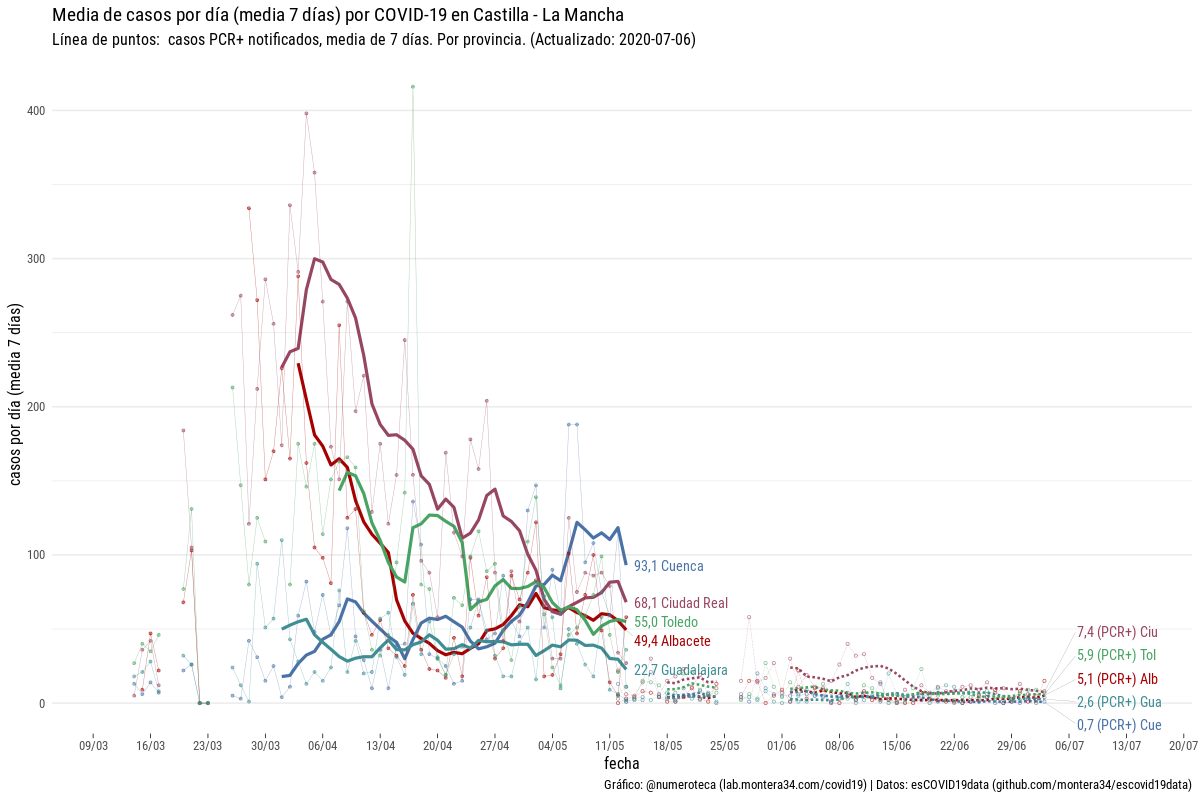 Media de casos por día (media 7 días) por COVID-19 en Castilla - La Mancha
Línea de puntos:  casos PCR+ notificados, media de 7 días. Por provincia. (Actualizado: 2020-07-06)
casos por día (media 7 días)
400
300
200
100
0
93,1 Cuenca
68,1 Ciudad Real
55,0 Toledo
49,4 Albacete
22,7 Guadalajara
7,4 (PCR+) Ciu
5,9 (PCR+) Tol
5,1 (PCR+) Alb
2,6 (PCR+) Gua
0,7 (PCR+) Cue
09/03 16/03 23/03 30/03 06/04 13/04 20/04 27/04 04/05 11/05 18/05 25/05 01/06 08/06 15/06 22/06 29/06 06/07 13/07 20/07
fecha
Gráfico: @numeroteca (lab.montera34.com/covid19) | Datos: esCOVID19data (github.com/montera34/escovid19data)